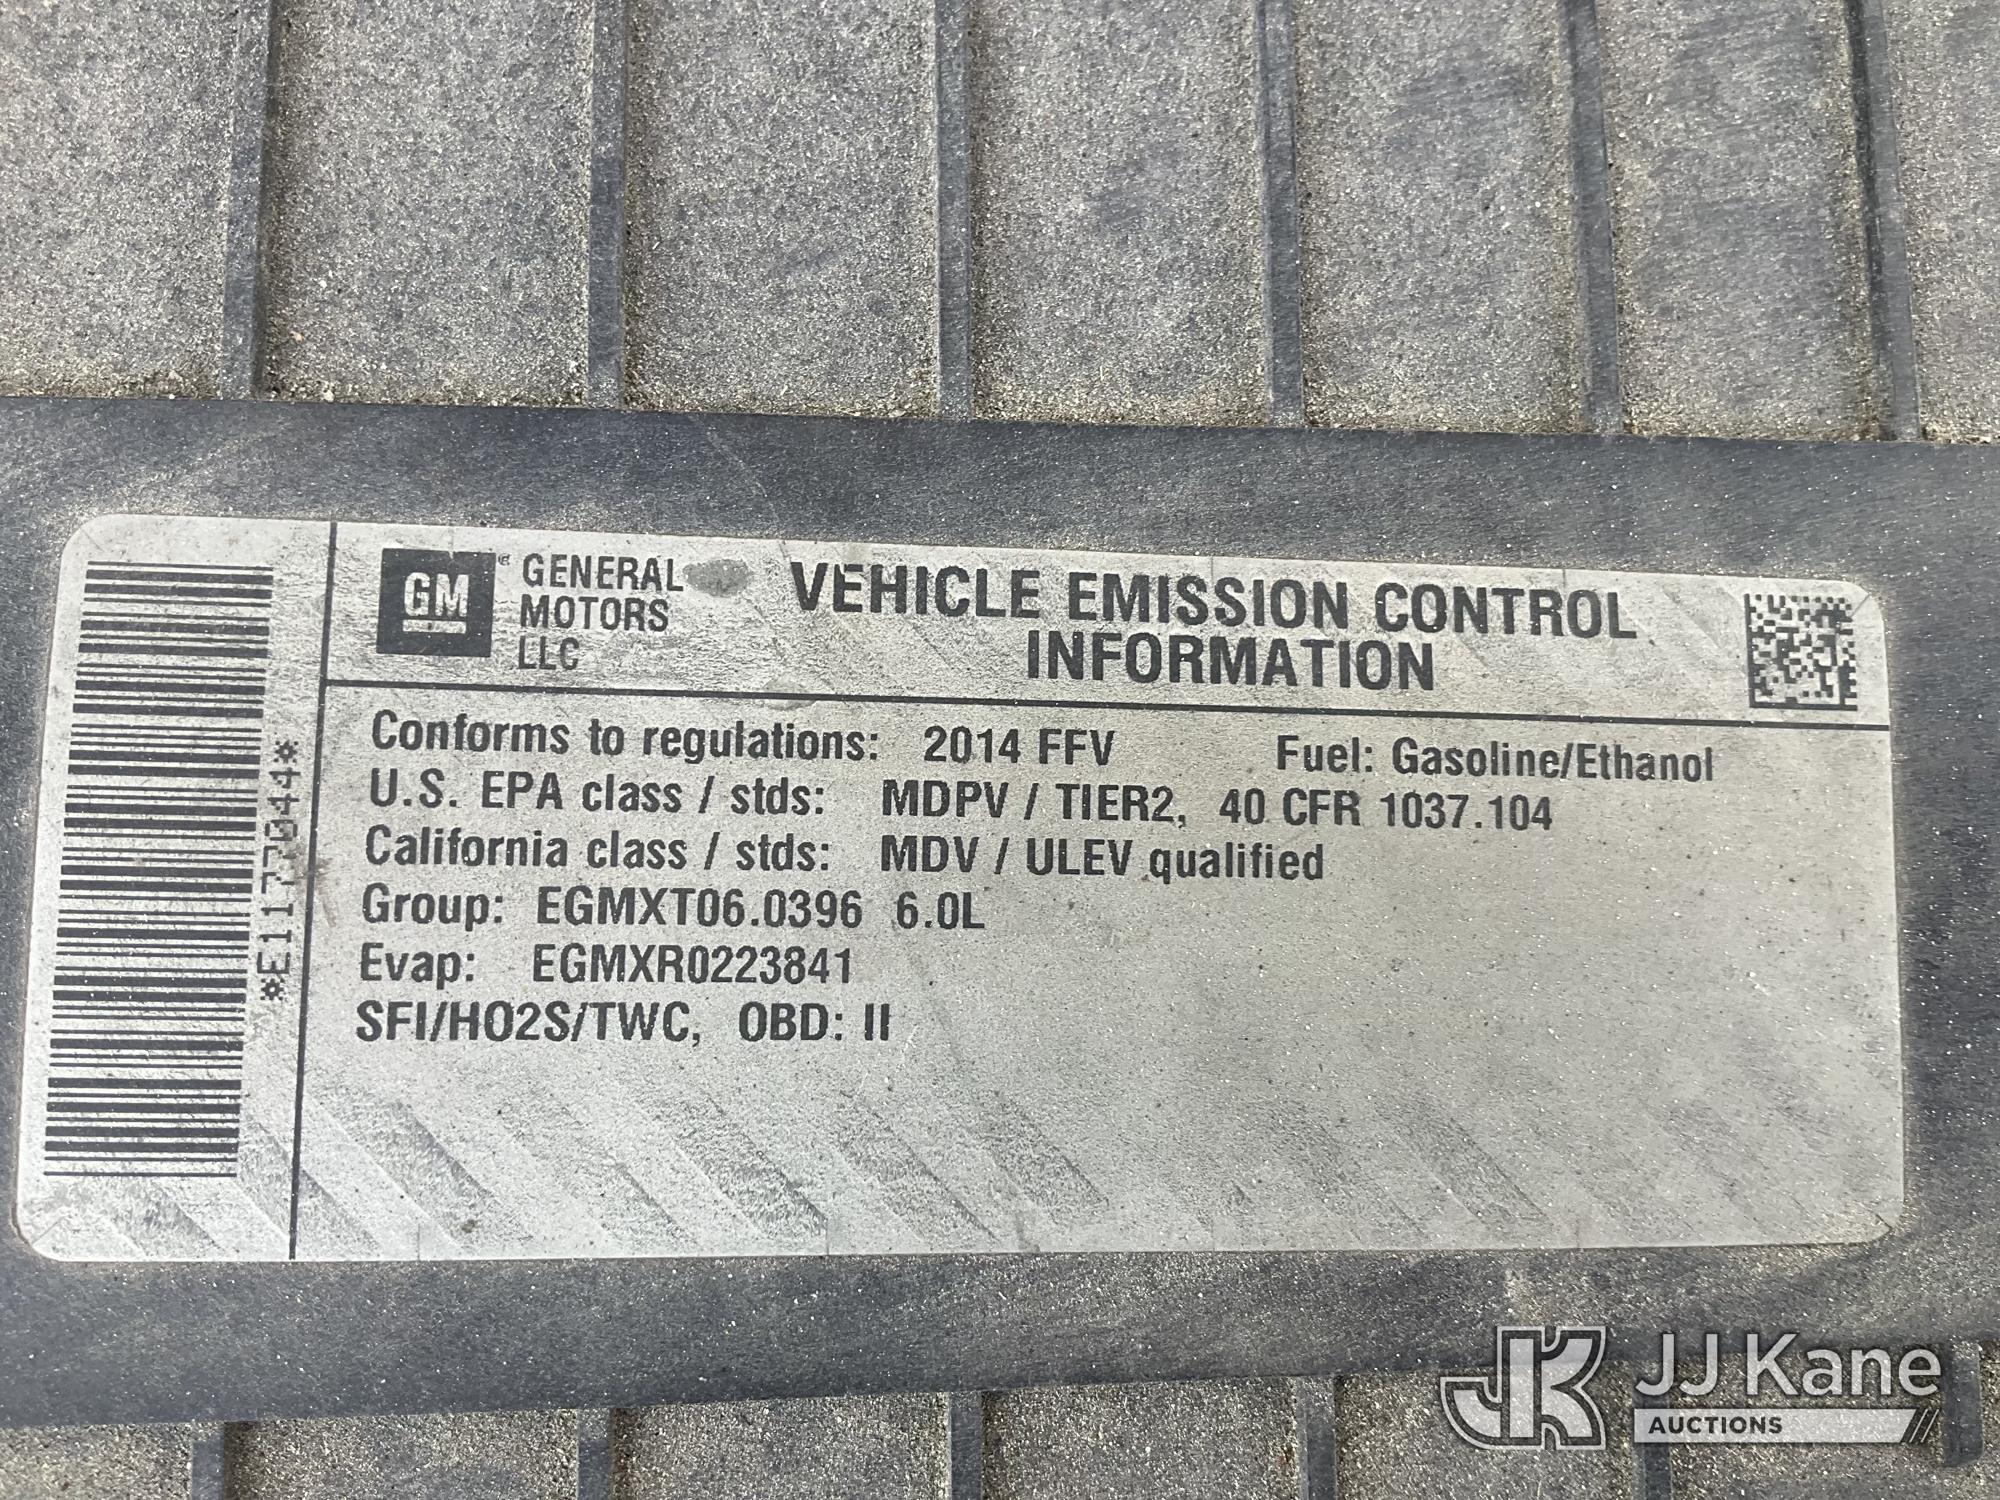 GM
GENERAL
MOTORS
LLC
VEHICLE EMISSION CONTROL
INFORMATION
Conforms to regulations: 2014 FFV Fuel: Gasoline/Ethanol
U.S. EPA class / stds: MDPV / TIER2, 40 CFR 1037.104
California class / stds: MDV / ULEV qualified
Group: EGMXT06.0396 6.0L
Evap: EGMXR0223841
SFI/HO2S/TWC, OBD: II
*E11177044*
JK JJ Kane
AUCTIONS